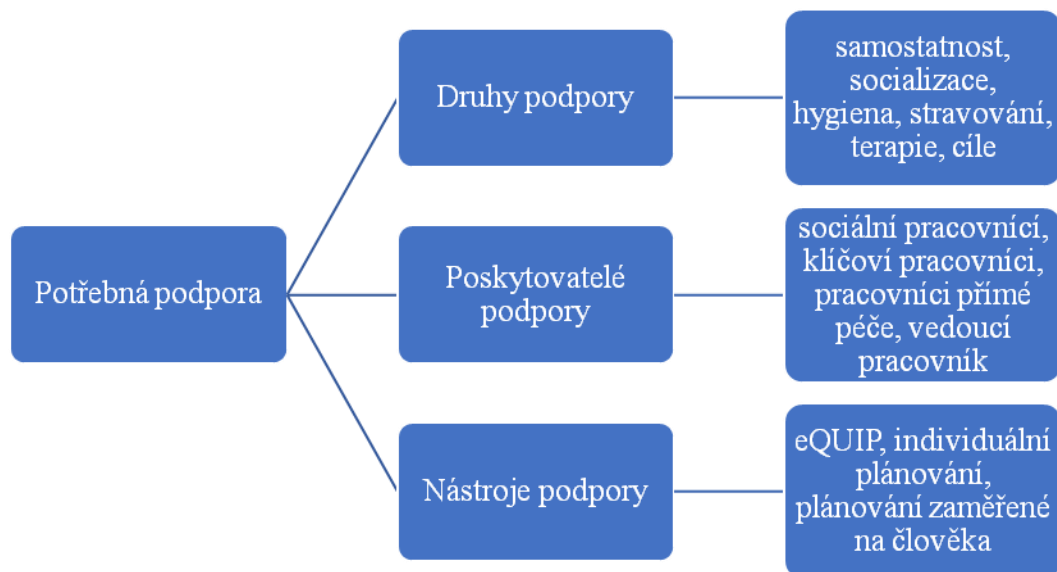 Potřebná podpora
Druhy podpory
samostatnost,
socializace,
hygiena, stravování,
terapie, cíle
Poskytovatelé
podpory
sociální pracovnící,
klíčoví pracovníci,
pracovníci přímé
péče, vedoucí
pracovník
Nástroje podpory
eQUIP, individuální
plánování,
plánování zaměřené
na člověka